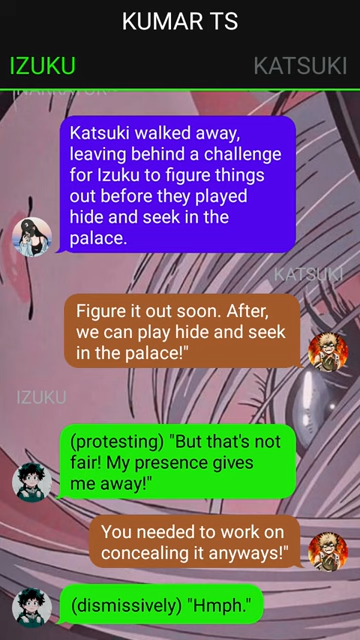 KUMAR TS
IZUKU KATSUKI
NARRATOR
Katsuki walked away,
leaving behind a challenge
for Izuku to figure things
out before they played
hide and seek in the
palace.
KATSUKI
Figure it out soon. After,
we can play hide and seek
in the palace!"
IZUKU
(protesting) "But that's not
fair! My presence gives
me away!"
You needed to work on
concealing it anyways!"
(dismissively) "Hmph."